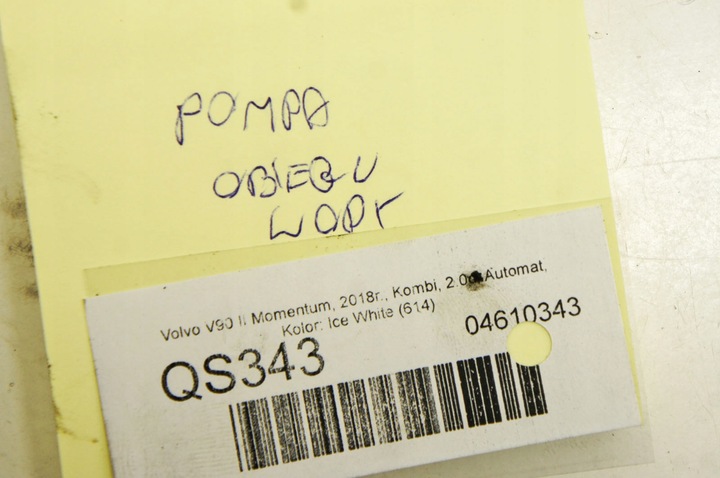 POMPA
OBIEGU
WODY
Volvo V90 II Momentum, 2018r., Kombi, 2.0 Automat,
Kolor: Ice White (614)
QS343
04610343